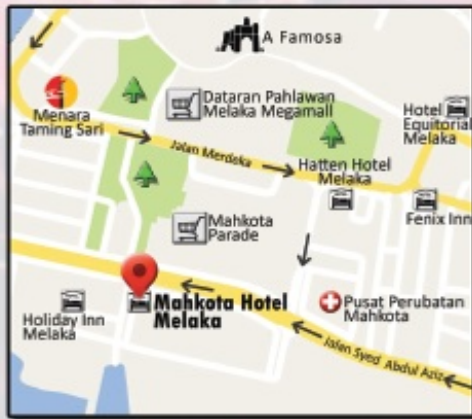 A Famosa
Menara
Taming Sari
Dataran Pahlawan
Melaka Megamall
Hotel
Equitorial
Melaka
Jalan Merdeka
Hatten Hotel
Melaka
Fenix Inn
Mahkota
Parade
Mahkota Hotel
Melaka
Holiday Inn
Melaka
Pusat Perubatan
Mahkota
Jalan Syed Abdul Aziz